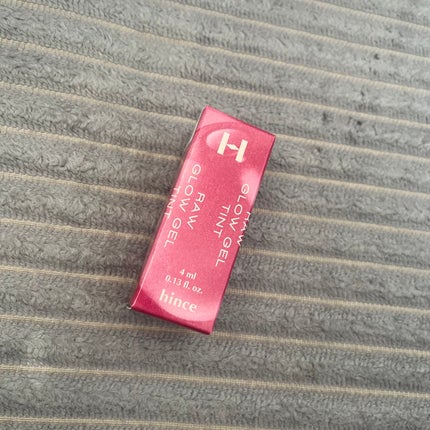 H
RAW
GLOW GEL
TINT
4 ml
0.13 fl. oz.
hince
RAW
GLOW GEL
TINT